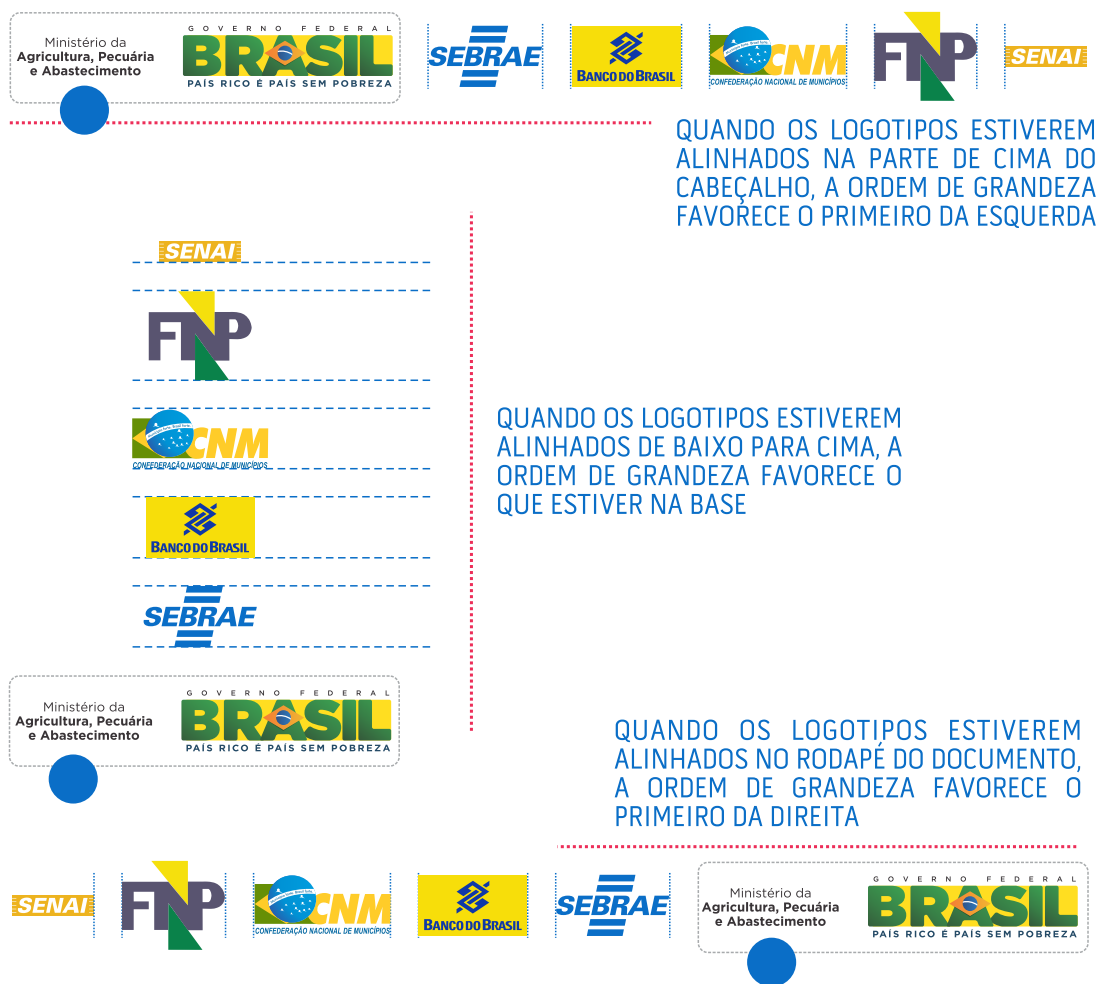 Ministério da
Agricultura, Pecuária
e Abastecimento
GOVERNO FEDERAL
BRASIL
PAÍS RICO É PAÍS SEM POBREZA
SEBRAE
BANCO DO BRASIL
CNM
CONFEDERAÇÃO NACIONAL DE MUNICÍPIOS
FNP
SENAI
QUANDO OS LOGOTIPOS ESTIVEREM
ALINHADOS NA PARTE DE CIMA DO
CABEÇALHO, A ORDEM DE GRANDEZA
FAVORECE O PRIMEIRO DA ESQUERDA
SENAI
FNP
CNM
CONFEDERAÇÃO NACIONAL DE MUNICÍPIOS
BANCO DO BRASIL
SEBRAE
QUANDO OS LOGOTIPOS ESTIVEREM
ALINHADOS DE BAIXO PARA CIMA, A
ORDEM DE GRANDEZA FAVORECE O
QUE ESTIVER NA BASE
Ministério da
Agricultura, Pecuária
e Abastecimento
GOVERNO FEDERAL
BRASIL
PAÍS RICO É PAÍS SEM POBREZA
QUANDO OS LOGOTIPOS ESTIVEREM
ALINHADOS NO RODAPÉ DO DOCUMENTO,
A ORDEM DE GRANDEZA FAVORECE O
PRIMEIRO DA DIREITA
SENAI
FNP
CNM
CONFEDERAÇÃO NACIONAL DE MUNICÍPIOS
BANCO DO BRASIL
SEBRAE
Ministério da
Agricultura, Pecuária
e Abastecimento
GOVERNO FEDERAL
BRASIL
PAÍS RICO É PAÍS SEM POBREZA